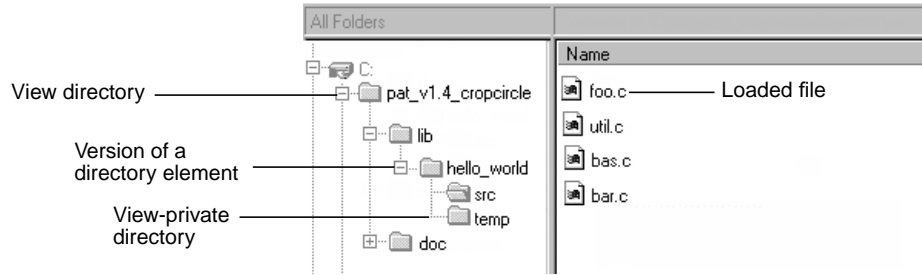 All Folders
Name
C:
View directory
pat_v1.4_cropcircle
foo.c
Loaded file
lib
util.c
Version of a
directory element
hello_world
bas.c
src
bar.c
View-private
directory
temp
doc